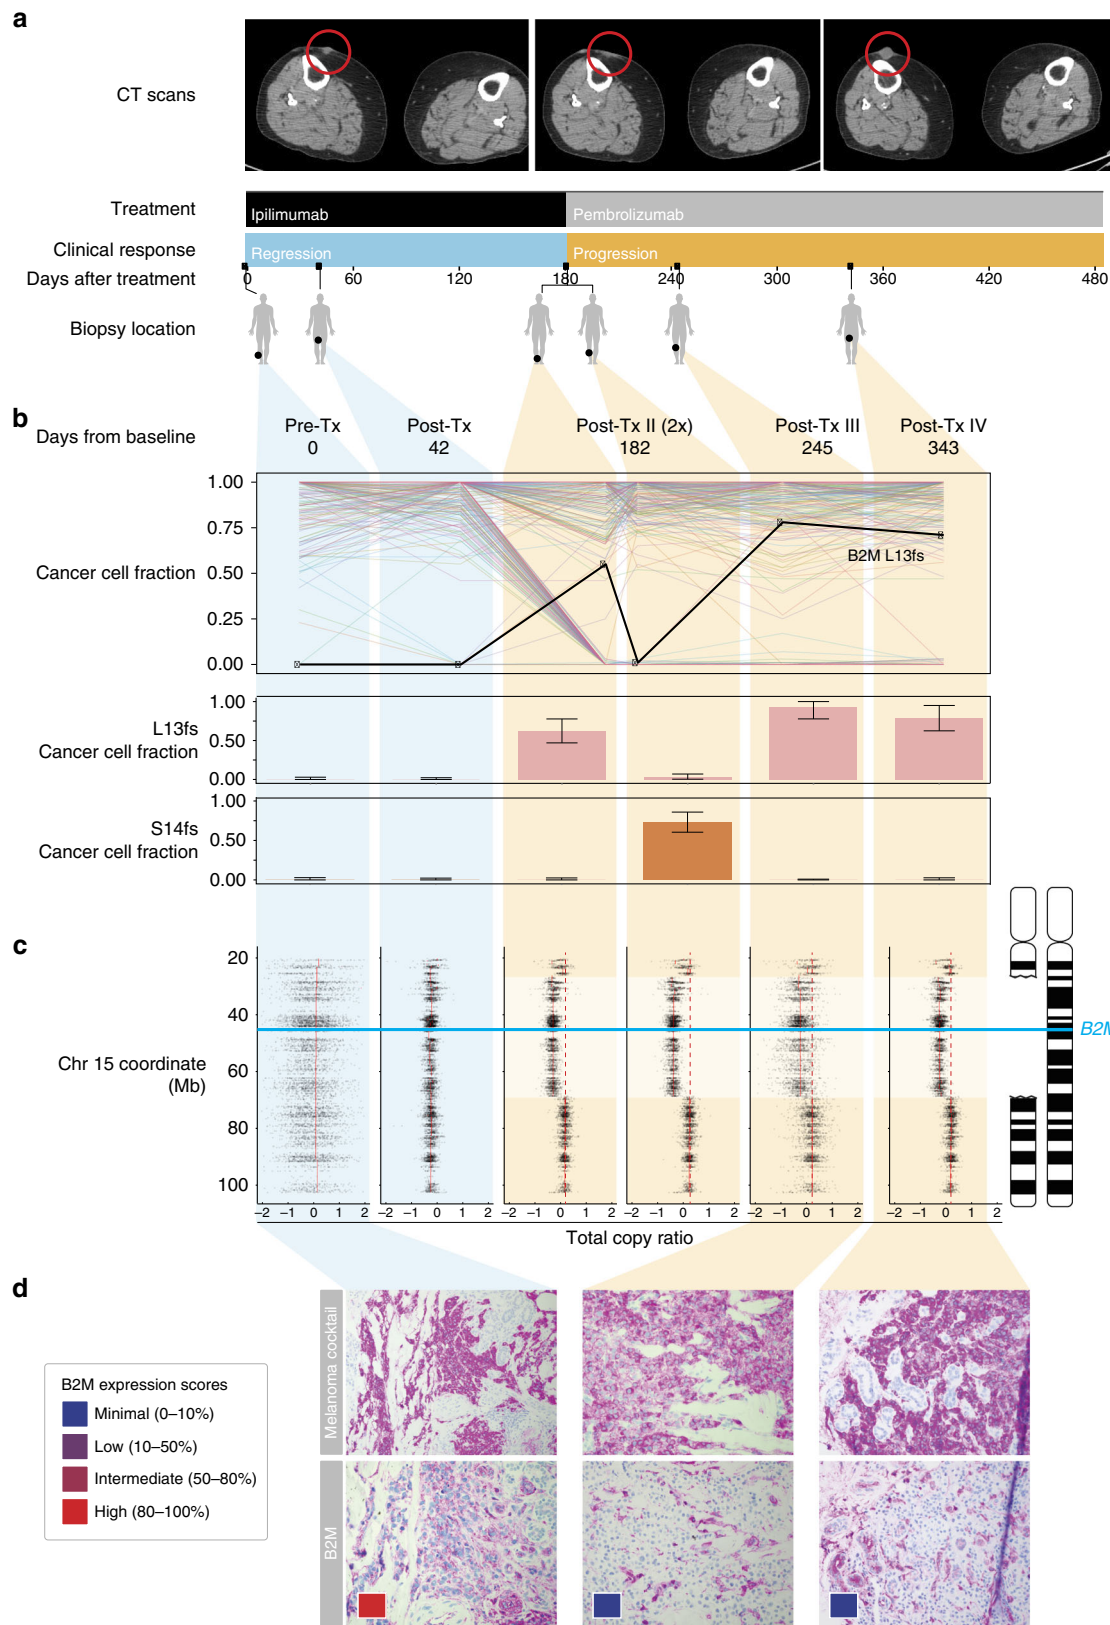 a
CT scans
Treatment
Ipilimumab
Pembrolizumab
Clinical response
Regression
Progression
Days after treatment
0 60 120 180 240 300 360 420 480
Biopsy location
b
Days from baseline
Pre-Tx Post-Tx Post-Tx II (2x) Post-Tx III Post-Tx IV
0 42 182 245 343
1.00
0.75
B2M L13fs
Cancer cell fraction
0.50
0.25
0.00
L13fs
Cancer cell fraction
1.00
0.50
0.00
S14fs
Cancer cell fraction
1.00
0.50
0.00
c
20
40
B2M
Chr 15 coordinate
(Mb)
60
80
100
−2 −1 0 1 2 −2 −1 0 1 2 −2 −1 0 1 2 −2 −1 0 1 2 −2 −1 0 1 2 −2 −1 0 1 2
Total copy ratio
d
Melanoma cocktail
B2M
B2M expression scores
Minimal (0–10%)
Low (10–50%)
Intermediate (50–80%)
High (80–100%)